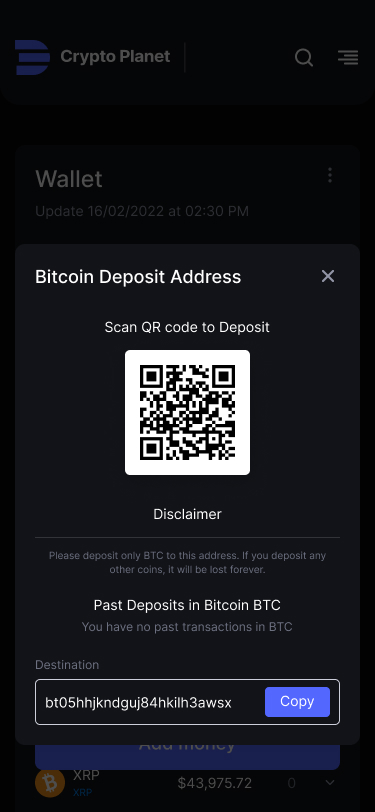 Crypto Planet
Wallet
Update 16/02/2022 at 02:30 PM
Bitcoin Deposit Address
Scan QR code to Deposit
Disclaimer
Please deposit only BTC to this address. If you deposit any
other coins, it will be lost forever.
Past Deposits in Bitcoin BTC
You have no past transactions in BTC
Destination
bt05hhjkndguj84hkilh3awsx
Copy
Add money
XRP
$43,975.72
0
XRP